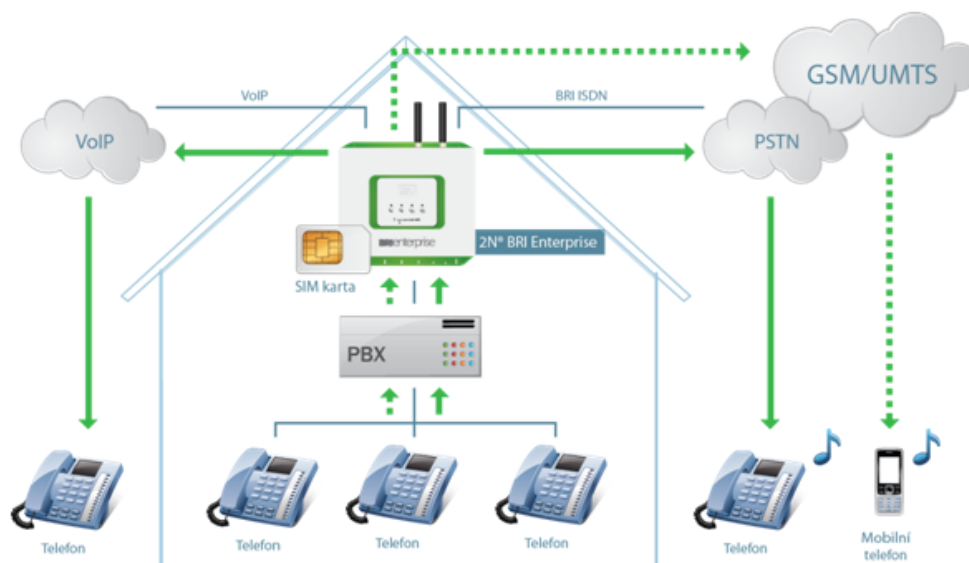 GSM/UMTS
VoIP
BRI ISDN
VoIP
PSTN
BRIenterprise
2N® BRI Enterprise
SIM karta
PBX
Telefon
Telefon
Telefon
Telefon
Telefon
Mobilní
telefon